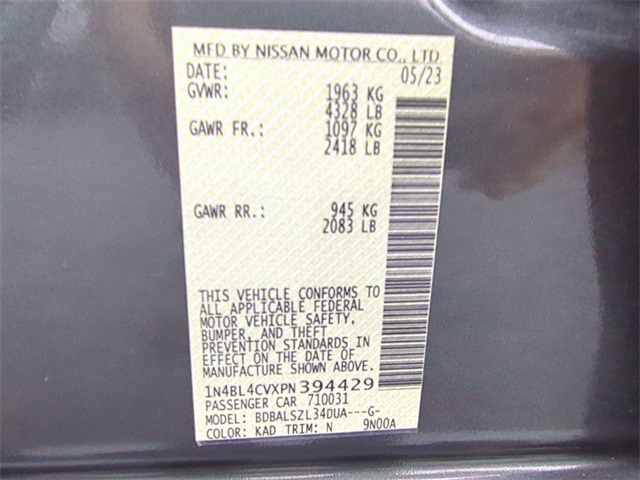 MFD BY NISSAN MOTOR CO., LTD.
DATE: 05/23
GVWR: 1963 KG
4328 LB
GAWR FR.: 1097 KG
2418 LB
GAWR RR.: 945 KG
2083 LB
THIS VEHICLE CONFORMS TO
ALL APPLICABLE FEDERAL
MOTOR VEHICLE SAFETY,
BUMPER, AND THEFT
PREVENTION STANDARDS IN
EFFECT ON THE DATE OF
MANUFACTURE SHOWN ABOVE.
1N4BL4CVXPN394429
PASSENGER CAR 710031
MODEL: BDBALSZL34DUA---G-
COLOR: KAD TRIM: N 9N00A